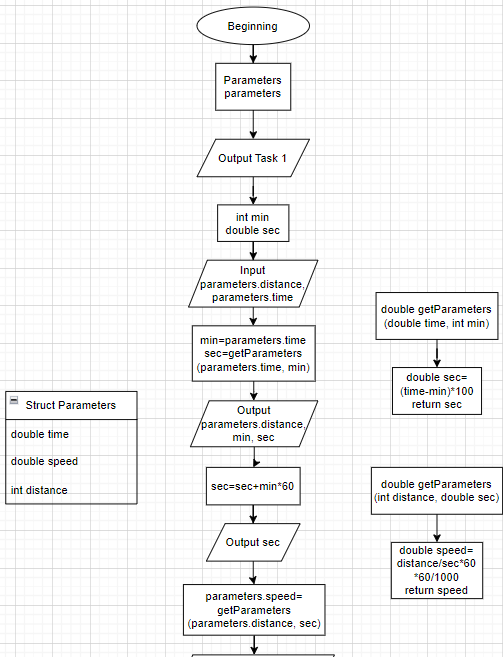 Beginning
Parameters
parameters
Output Task 1
int min
double sec
Input
parameters.distance,
parameters.time
min=parameters.time
sec=getParameters
(parameters.time, min)
Output
parameters.distance,
min, sec
sec=sec+min*60
Output sec
parameters.speed=
getParameters
(parameters.distance, sec)
Struct Parameters
double time
double speed
int distance
double getParameters
(double time, int min)
double sec=
(time-min)*100
return sec
double getParameters
(int distance, double sec)
double speed=
distance/sec*60
*60/1000
return speed